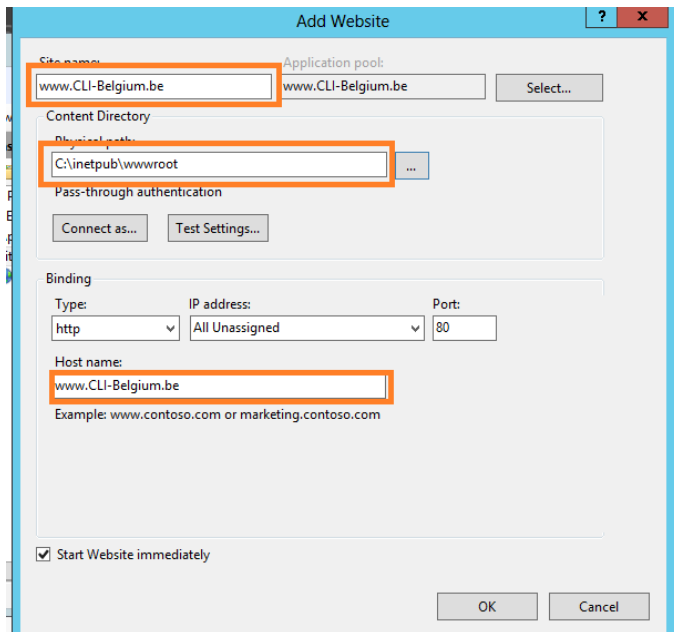 Add Website
? x
Site name: Application pool:
www.CLI-Belgium.be www.CLI-Belgium.be Select...
Content Directory
Physical path:
C:\inetpub\wwwroot ...
Pass-through authentication
Connect as... Test Settings...
Binding
Type: IP address: Port:
http All Unassigned 80
Host name:
www.CLI-Belgium.be
Example: www.contoso.com or marketing.contoso.com
Start Website immediately
OK Cancel